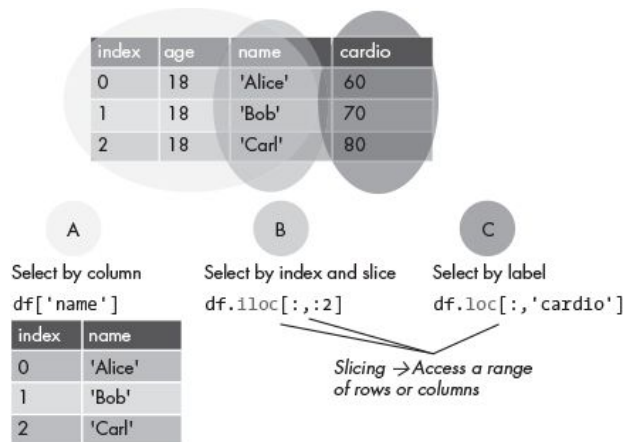 index age name cardio
0 18 'Alice' 60
1 18 'Bob' 70
2 18 'Carl' 80
A
Select by column
df['name']
index name
0 'Alice'
1 'Bob'
2 'Carl'
B
Select by index and slice
df.iloc[:,:2]
C
Select by label
df.loc[:,'cardio']
Slicing → Access a range
of rows or columns